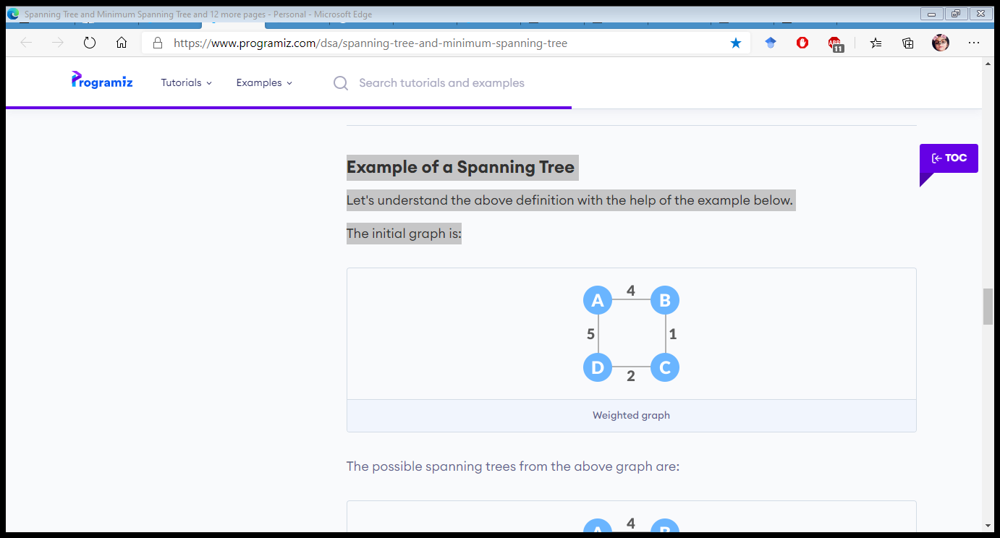 Spanning Tree and Minimum Spanning Tree and 12 more pages - Personal - Microsoft Edge
https://www.programiz.com/dsa/spanning-tree-and-minimum-spanning-tree
ABP
11
Programiz
Tutorials
Examples
Search tutorials and examples
TOC
Example of a Spanning Tree
Let's understand the above definition with the help of the example below.
The initial graph is:
A 4 B
5 1
D 2 C
Weighted graph
The possible spanning trees from the above graph are:
A 4 B